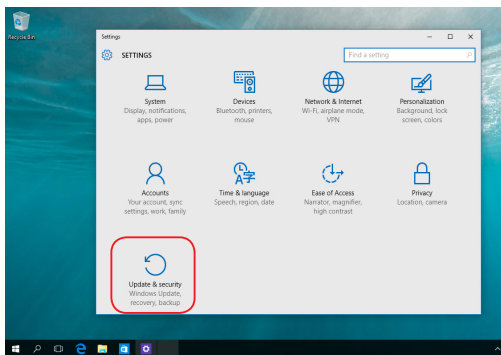 Recycle Bin
Settings
SETTINGS
Find a setting
System
Display, notifications,
apps, power
Devices
Bluetooth, printers,
mouse
Network & Internet
Wi-Fi, airplane mode,
VPN
Personalization
Background, lock
screen, colors
Accounts
Your account, sync
settings, work, family
Time & language
Speech, region, date
Ease of Access
Narrator, magnifier,
high contrast
Privacy
Location, camera
Update & security
Windows Update,
recovery, backup